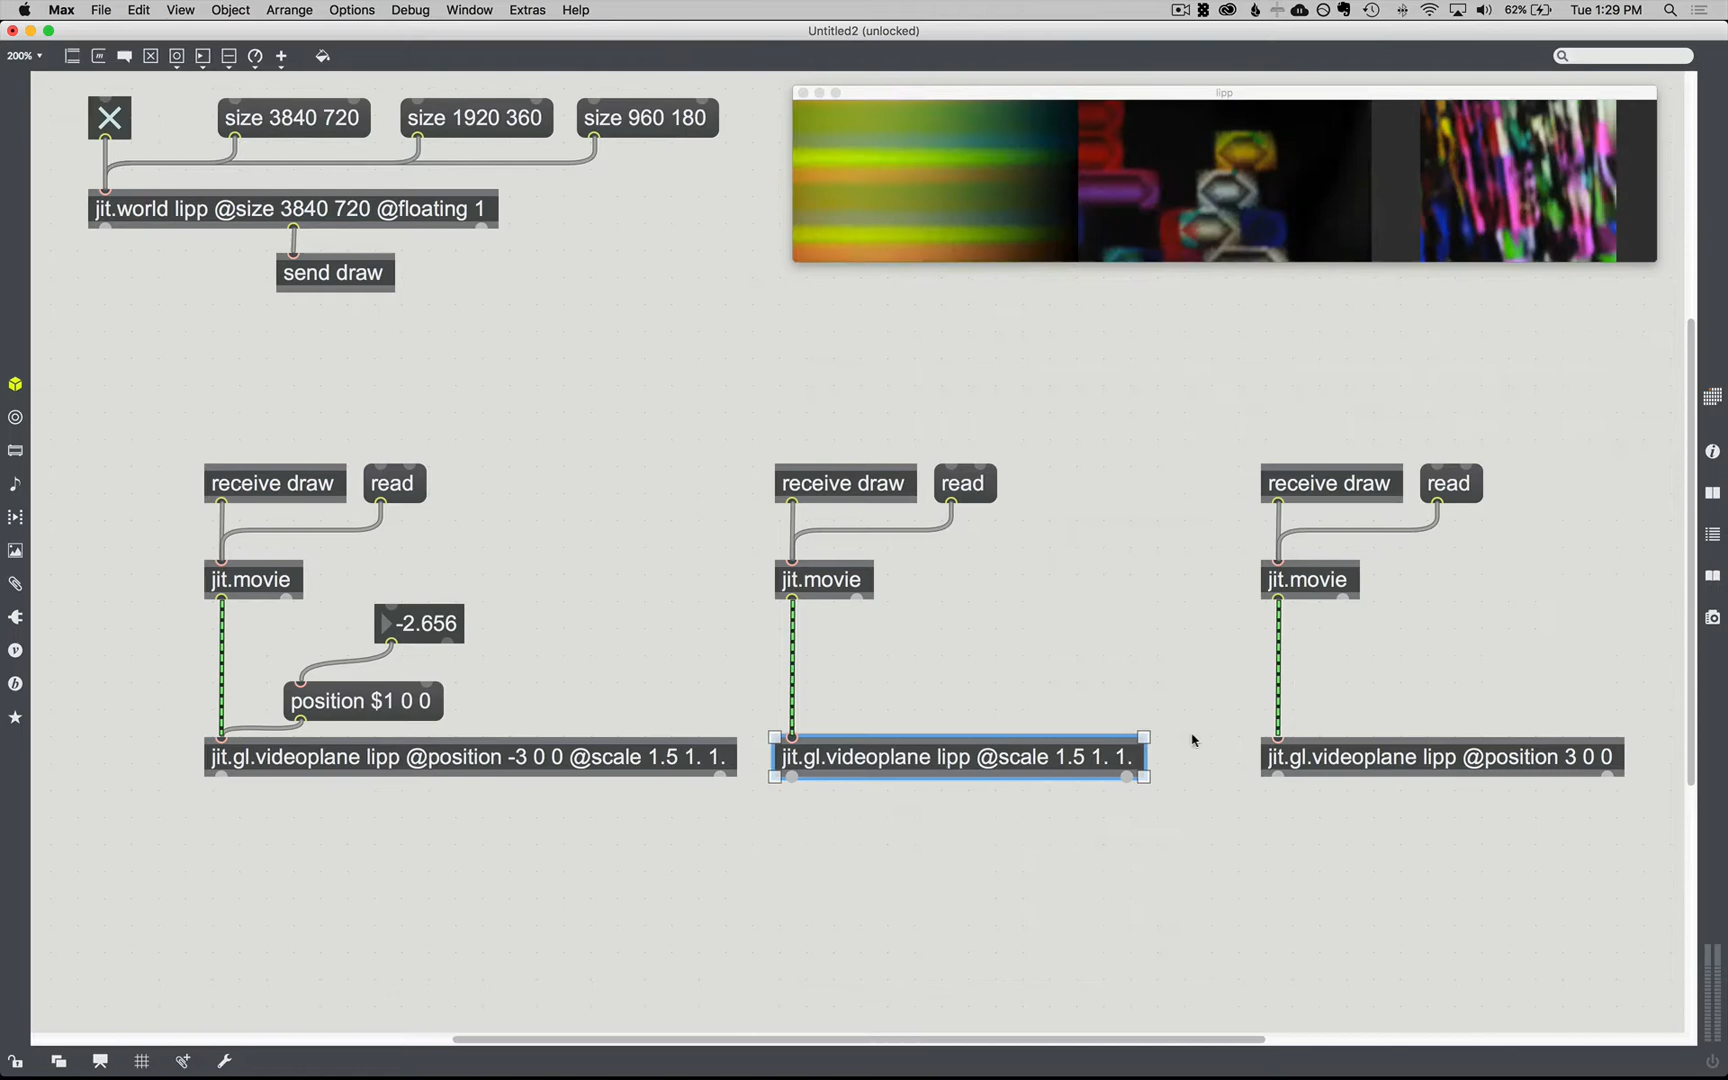 Max File Edit View Object Arrange Options Debug Window Extras Help
62% Tue 1:29 PM
Untitled2 (unlocked)
200%
size 3840 720
size 1920 360
size 960 180
lipp
jit.world lipp @size 3840 720 @floating 1
send draw
receive draw
read
receive draw
read
receive draw
read
jit.movie
jit.movie
jit.movie
-2.656
position $1 0 0
jit.gl.videoplane lipp @position -3 0 0 @scale 1.5 1. 1.
jit.gl.videoplane lipp @scale 1.5 1. 1.
jit.gl.videoplane lipp @position 3 0 0